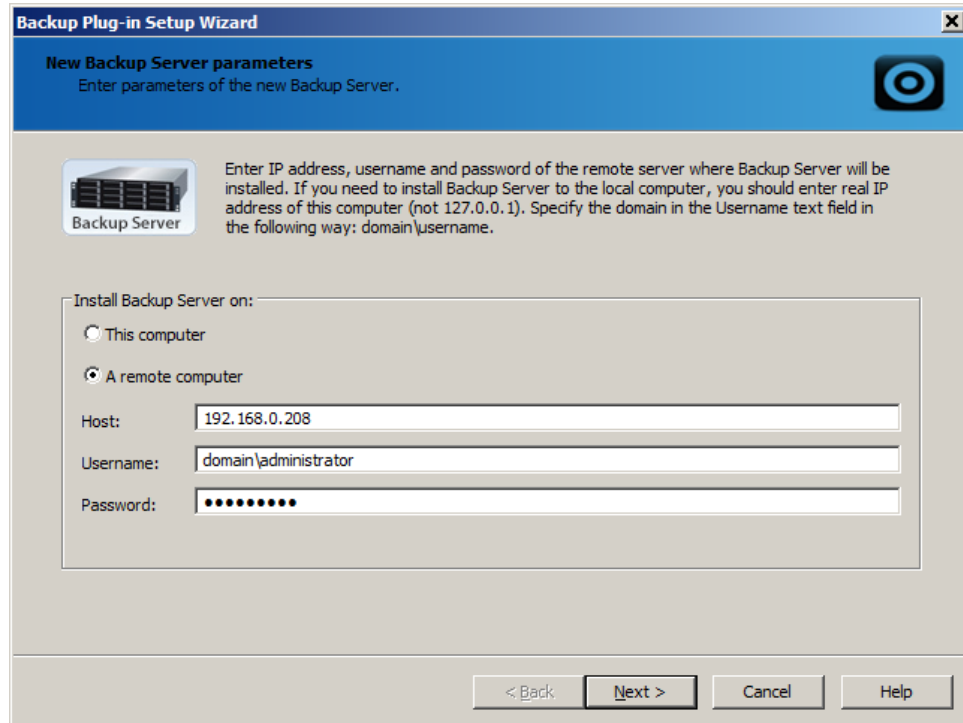 Backup Plug-in Setup Wizard
New Backup Server parameters
Enter parameters of the new Backup Server.
Backup Server
Enter IP address, username and password of the remote server where Backup Server will be
installed. If you need to install Backup Server to the local computer, you should enter real IP
address of this computer (not 127.0.0.1). Specify the domain in the Username text field in
the following way: domain\username.
Install Backup Server on:
This computer
A remote computer
Host: 192.168.0.208
Username: domain\administrator
Password: •••••••••
< Back Next > Cancel Help